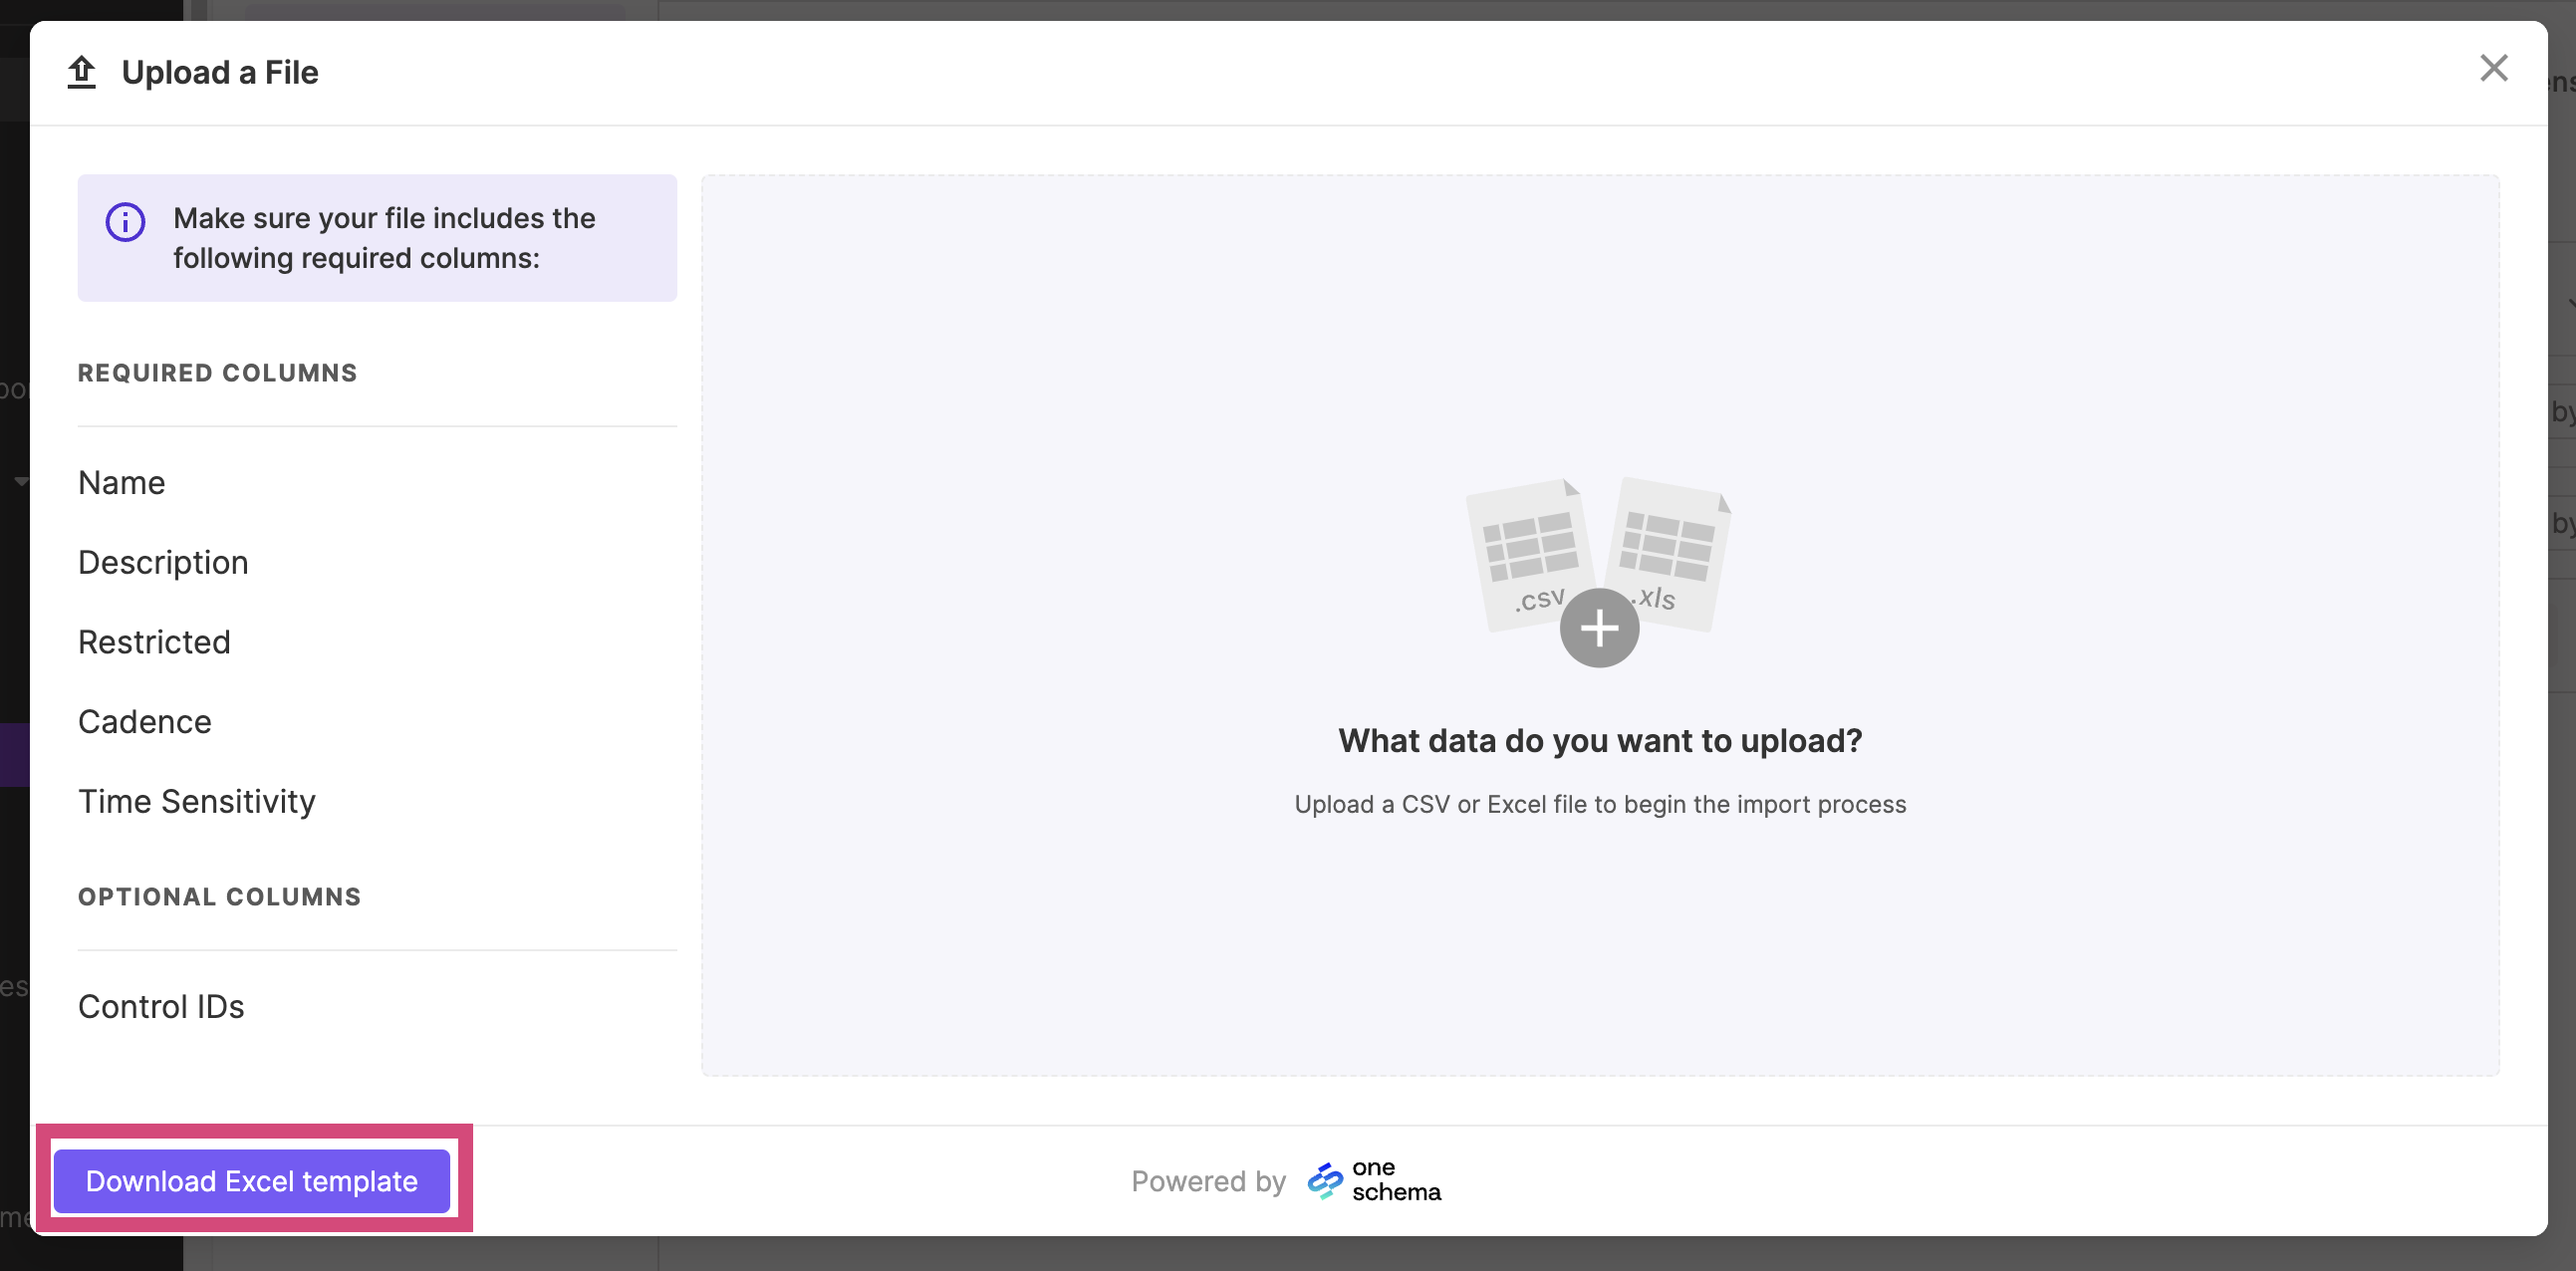 Upload a File
Make sure your file includes the
following required columns:
REQUIRED COLUMNS
Name
Description
Restricted
Cadence
Time Sensitivity
OPTIONAL COLUMNS
Control IDs
.csv
.xls
What data do you want to upload?
Upload a CSV or Excel file to begin the import process
Download Excel template
Powered by
one
schema
by
by